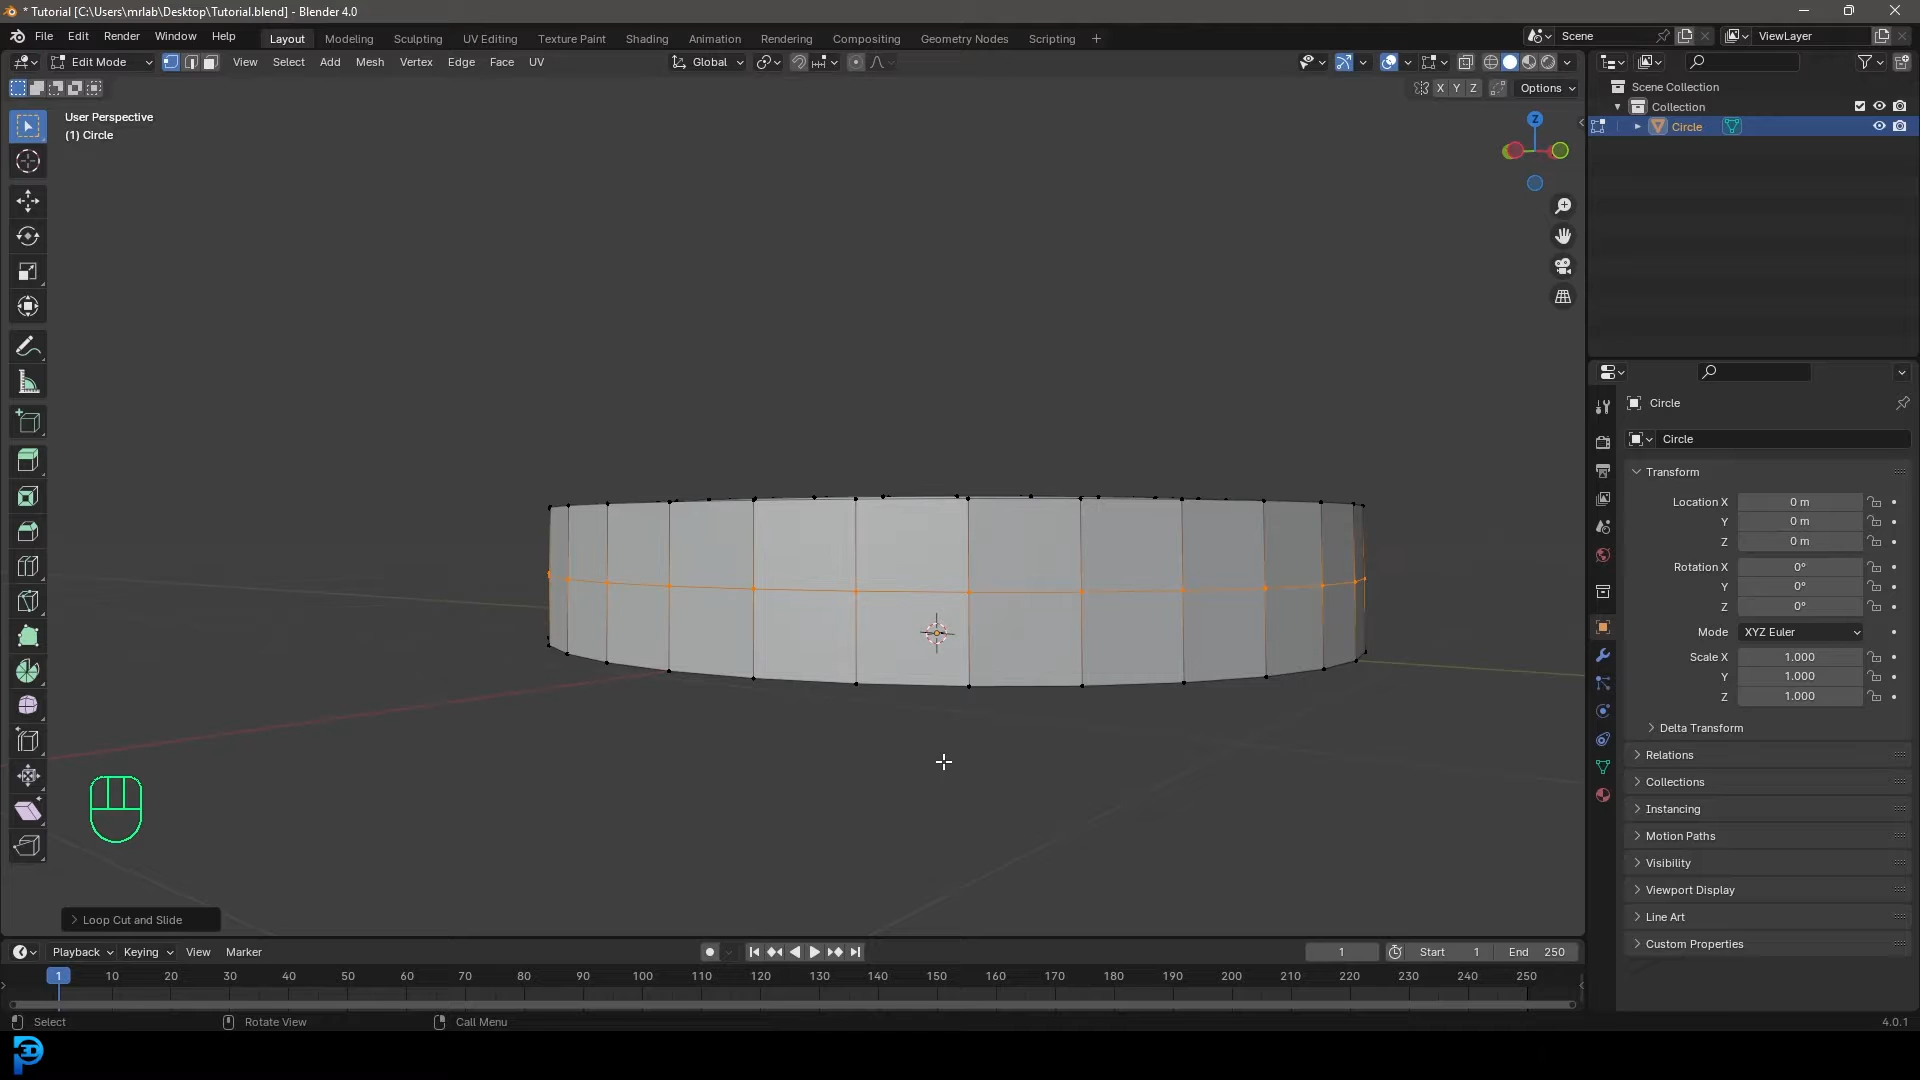 * Tutorial [C:\Users\mrlab\Desktop\Tutorial.blend] - Blender 4.0
File Edit Render Window Help Layout Modeling Sculpting UV Editing Texture Paint Shading Animation Rendering Compositing Geometry Nodes Scripting + Scene ViewLayer
Edit Mode View Select Add Mesh Vertex Edge Face UV Global
X Y Z Options
User Perspective
(1) Circle
Z
Scene Collection
Collection
Circle
Circle
Circle
Transform
Location X 0 m
Y 0 m
Z 0 m
Rotation X 0°
Y 0°
Z 0°
Mode XYZ Euler
Scale X 1.000
Y 1.000
Z 1.000
Delta Transform
Relations
Collections
Instancing
Motion Paths
Visibility
Viewport Display
Line Art
Custom Properties
Loop Cut and Slide
Playback Keying View Marker 1 Start 1 End 250
1 10 20 30 40 50 60 70 80 90 100 110 120 130 140 150 160 170 180 190 200 210 220 230 240 250
Select Rotate View Call Menu 4.0.1